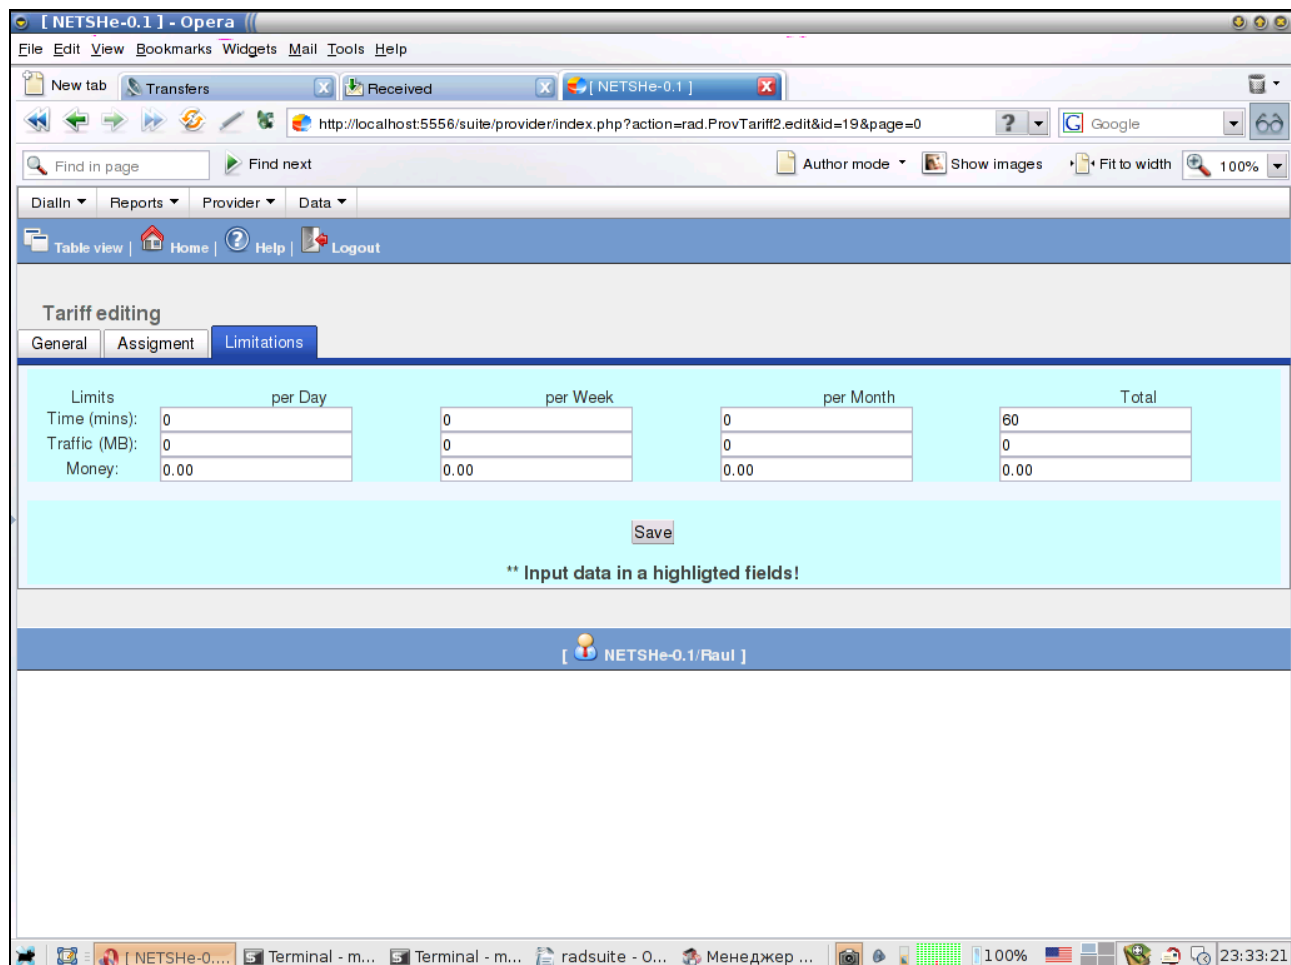 [ NETSHe-0.1 ] - Opera
File Edit View Bookmarks Widgets Mail Tools Help
New tab Transfers Received [ NETSHe-0.1 ]
http://localhost:5556/suite/provider/index.php?action=rad.ProvTariff2.edit&id=19&page=0 ? G Google
Find in page Find next Author mode Show images Fit to width 100%
DialIn Reports Provider Data
Table view | Home | ? Help | Logout
Tariff editing
General Assigment Limitations
Limits per Day per Week per Month Total
Time (mins): 0 0 0 60
Traffic (MB): 0 0 0 0
Money: 0.00 0.00 0.00 0.00
Save
** Input data in a highligted fields!
[ NETSHe-0.1/Raul ]
[ NETSHe-0.... Terminal - m... Terminal - m... radsuite - O... Менеджер ... 100% 23:33:21